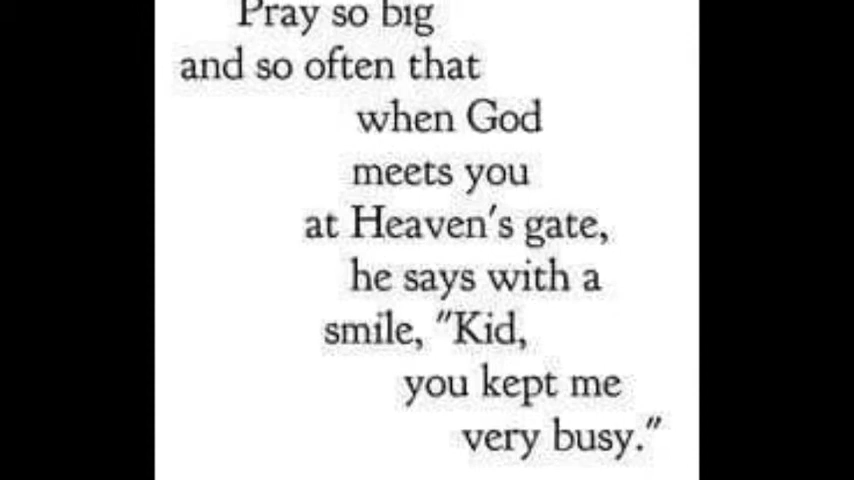 Pray so big
and so often that
when God
meets you
at Heaven's gate,
he says with a
smile, "Kid,
you kept me
very busy."